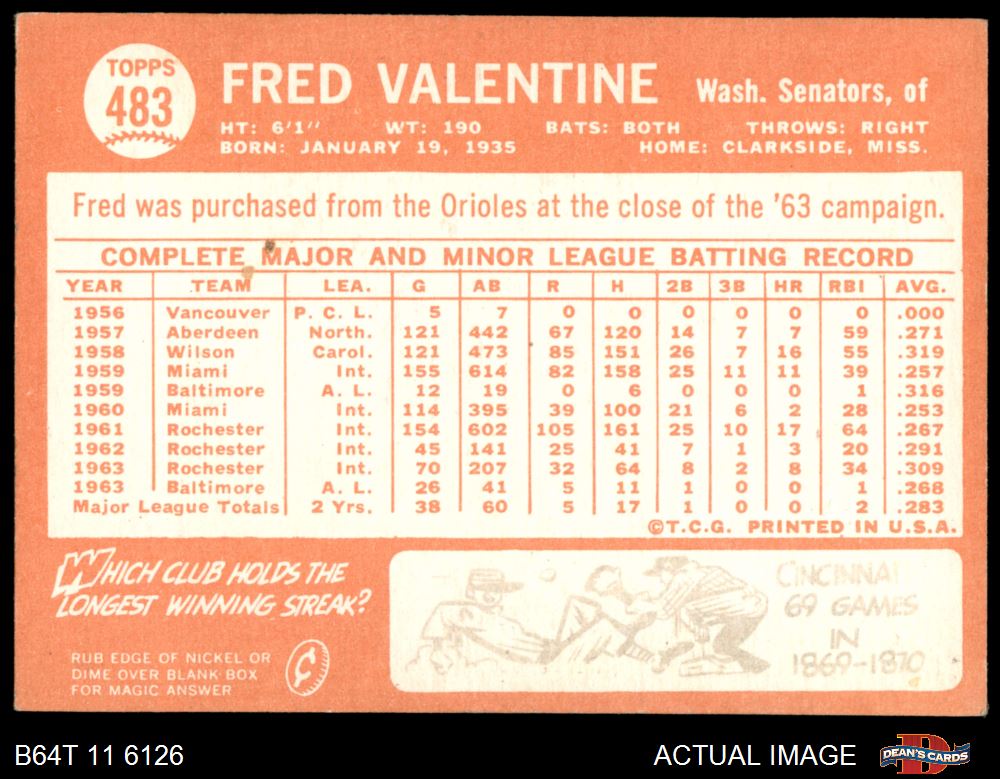 TOPPS
483
FRED VALENTINE Wash. Senators, of
HT: 6'1" WT: 190 BATS: BOTH THROWS: RIGHT
BORN: JANUARY 19, 1935 HOME: CLARKSIDE, MISS.
Fred was purchased from the Orioles at the close of the '63 campaign.
COMPLETE MAJOR AND MINOR LEAGUE BATTING RECORD
YEAR TEAM LEA. G AB R H 2B 3B HR RBI AVG.
1956 Vancouver P. C. L. 5 7 0 0 0 0 0 0 .000
1957 Aberdeen North. 121 442 67 120 14 7 7 59 .271
1958 Wilson Carol. 121 473 85 151 26 7 16 55 .319
1959 Miami Int. 155 614 82 158 25 11 11 39 .257
1959 Baltimore A. L. 12 19 0 6 0 0 0 1 .316
1960 Miami Int. 114 395 39 100 21 6 2 28 .253
1961 Rochester Int. 154 602 105 161 25 10 17 64 .267
1962 Rochester Int. 45 141 25 41 7 1 3 20 .291
1963 Rochester Int. 70 207 32 64 8 2 8 34 .309
1963 Baltimore A. L. 26 41 5 11 1 0 0 1 .268
Major League Totals 2 Yrs. 38 60 5 17 1 0 0 2 .283
©T.C.G. PRINTED IN U.S.A.
WHICH CLUB HOLDS THE
LONGEST WINNING STREAK?
RUB EDGE OF NICKEL OR
DIME OVER BLANK BOX
FOR MAGIC ANSWER
CINCINNA
69 GAMES
IN
1869-1870
B64T 11 6126 ACTUAL IMAGE DEAN'S CARDS